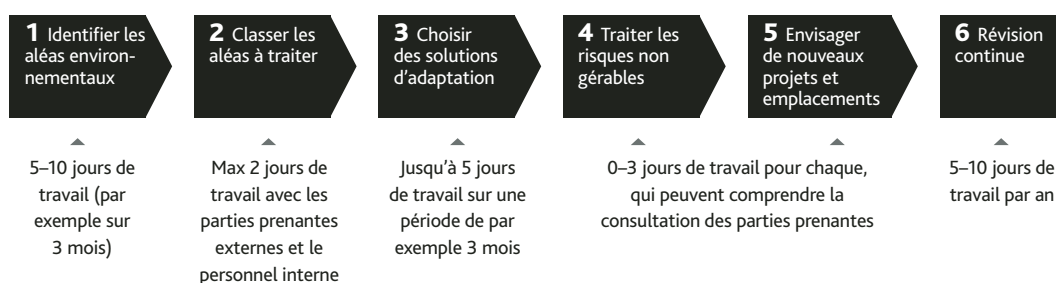 1 Identifier les
aléas environ-
nementaux
2 Classer les
aléas à traiter
3 Choisir
des solutions
d'adaptation
4 Traiter les
risques non
gérables
5 Envisager
de nouveaux
projets et
emplacements
6 Révision
continue
5–10 jours de
travail (par
exemple sur
3 mois)
Max 2 jours de
travail avec les
parties prenantes
externes et le
personnel interne
Jusqu'à 5 jours
de travail sur une
période de par
exemple 3 mois
0–3 jours de travail pour chaque,
qui peuvent comprendre la
consultation des parties prenantes
5–10 jours de
travail par an